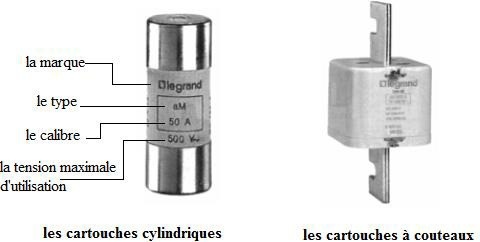 la marque
legrand
le type
aM
le calibre
50 A
la tension maximale
d'utilisation
500 V~
legrand
les cartouches cylindriques
les cartouches à couteaux